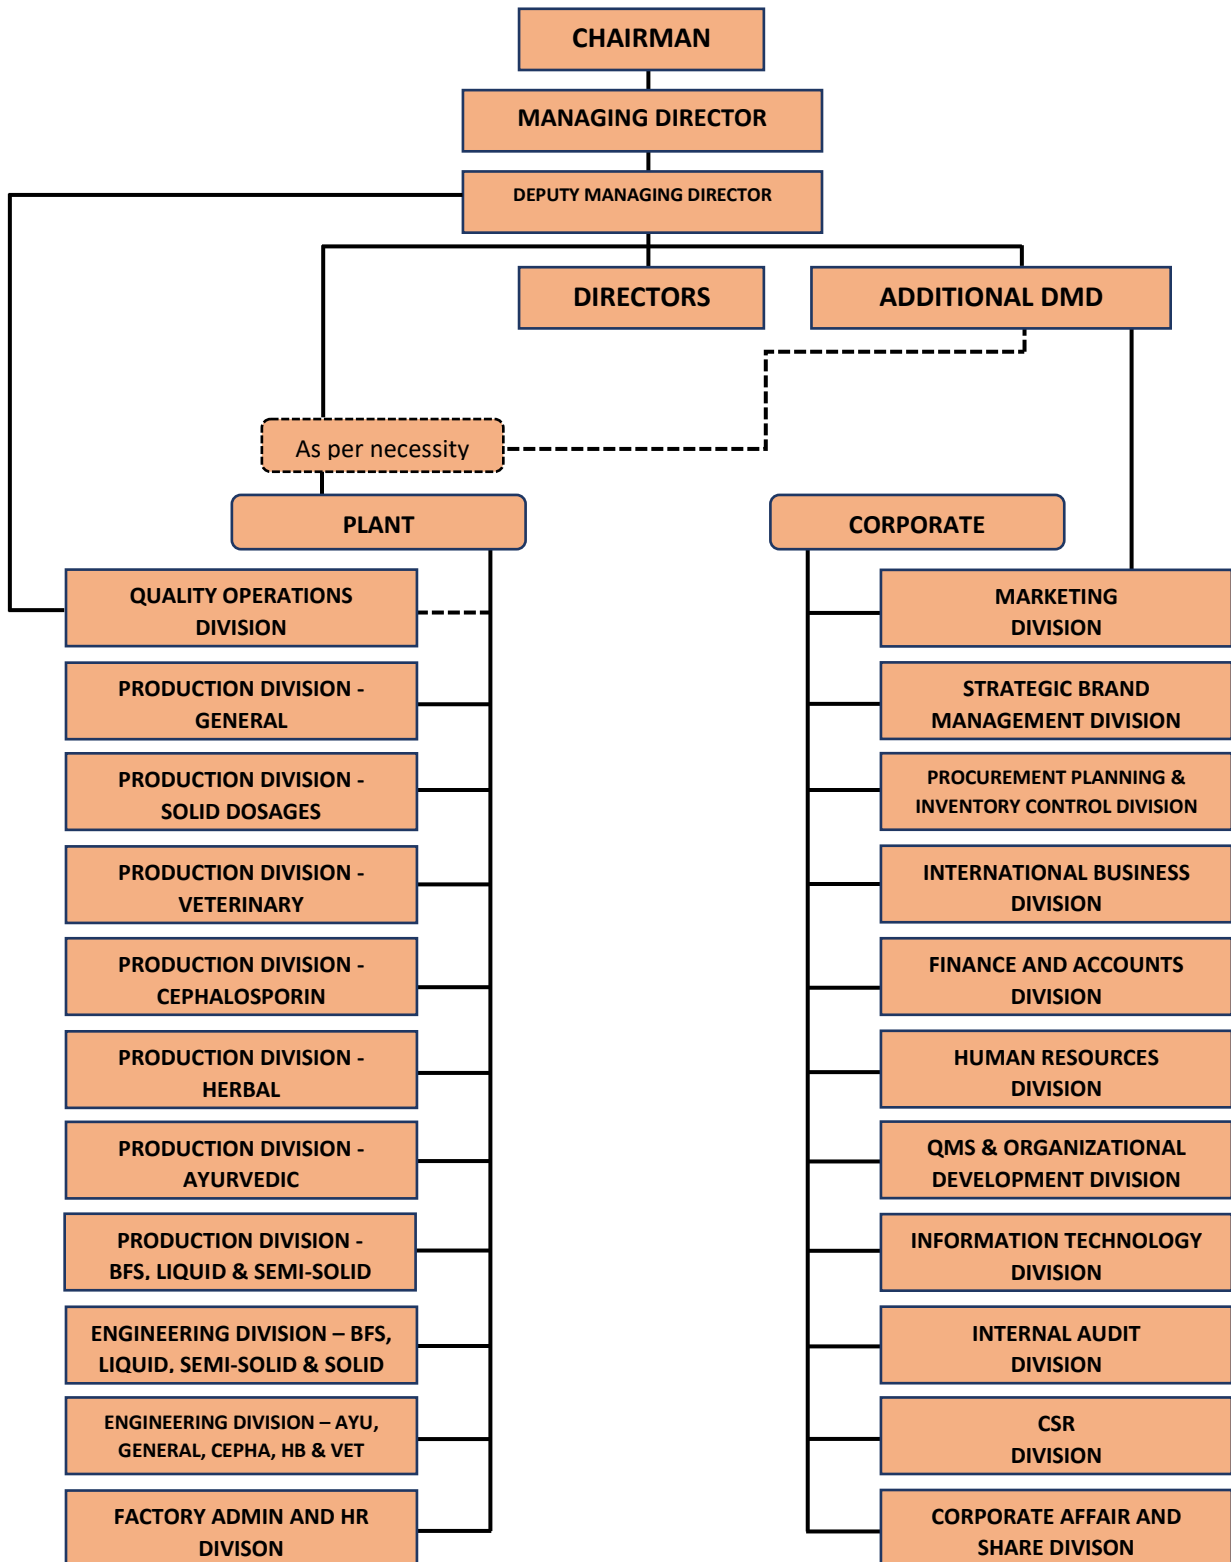 CHAIRMAN
MANAGING DIRECTOR
DEPUTY MANAGING DIRECTOR
DIRECTORS
ADDITIONAL DMD
As per necessity
PLANT
CORPORATE
QUALITY OPERATIONS
DIVISION
PRODUCTION DIVISION -
GENERAL
PRODUCTION DIVISION -
SOLID DOSAGES
PRODUCTION DIVISION -
VETERINARY
PRODUCTION DIVISION -
CEPHALOSPORIN
PRODUCTION DIVISION -
HERBAL
PRODUCTION DIVISION -
AYURVEDIC
PRODUCTION DIVISION -
BFS, LIQUID & SEMI-SOLID
ENGINEERING DIVISION – BFS,
LIQUID, SEMI-SOLID & SOLID
ENGINEERING DIVISION – AYU,
GENERAL, CEPHA, HB & VET
FACTORY ADMIN AND HR
DIVISON
MARKETING
DIVISION
STRATEGIC BRAND
MANAGEMENT DIVISION
PROCUREMENT PLANNING &
INVENTORY CONTROL DIVISION
INTERNATIONAL BUSINESS
DIVISION
FINANCE AND ACCOUNTS
DIVISION
HUMAN RESOURCES
DIVISION
QMS & ORGANIZATIONAL
DEVELOPMENT DIVISION
INFORMATION TECHNOLOGY
DIVISION
INTERNAL AUDIT
DIVISION
CSR
DIVISION
CORPORATE AFFAIR AND
SHARE DIVISON